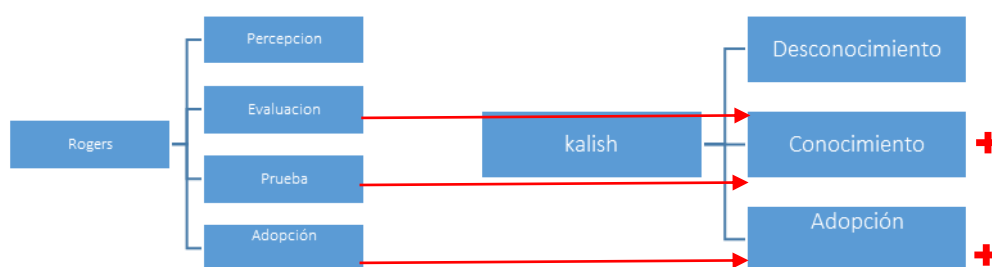 Rogers
Percepcion
Evaluacion
Prueba
Adopción
kalish
Desconocimiento
Conocimiento
Adopción